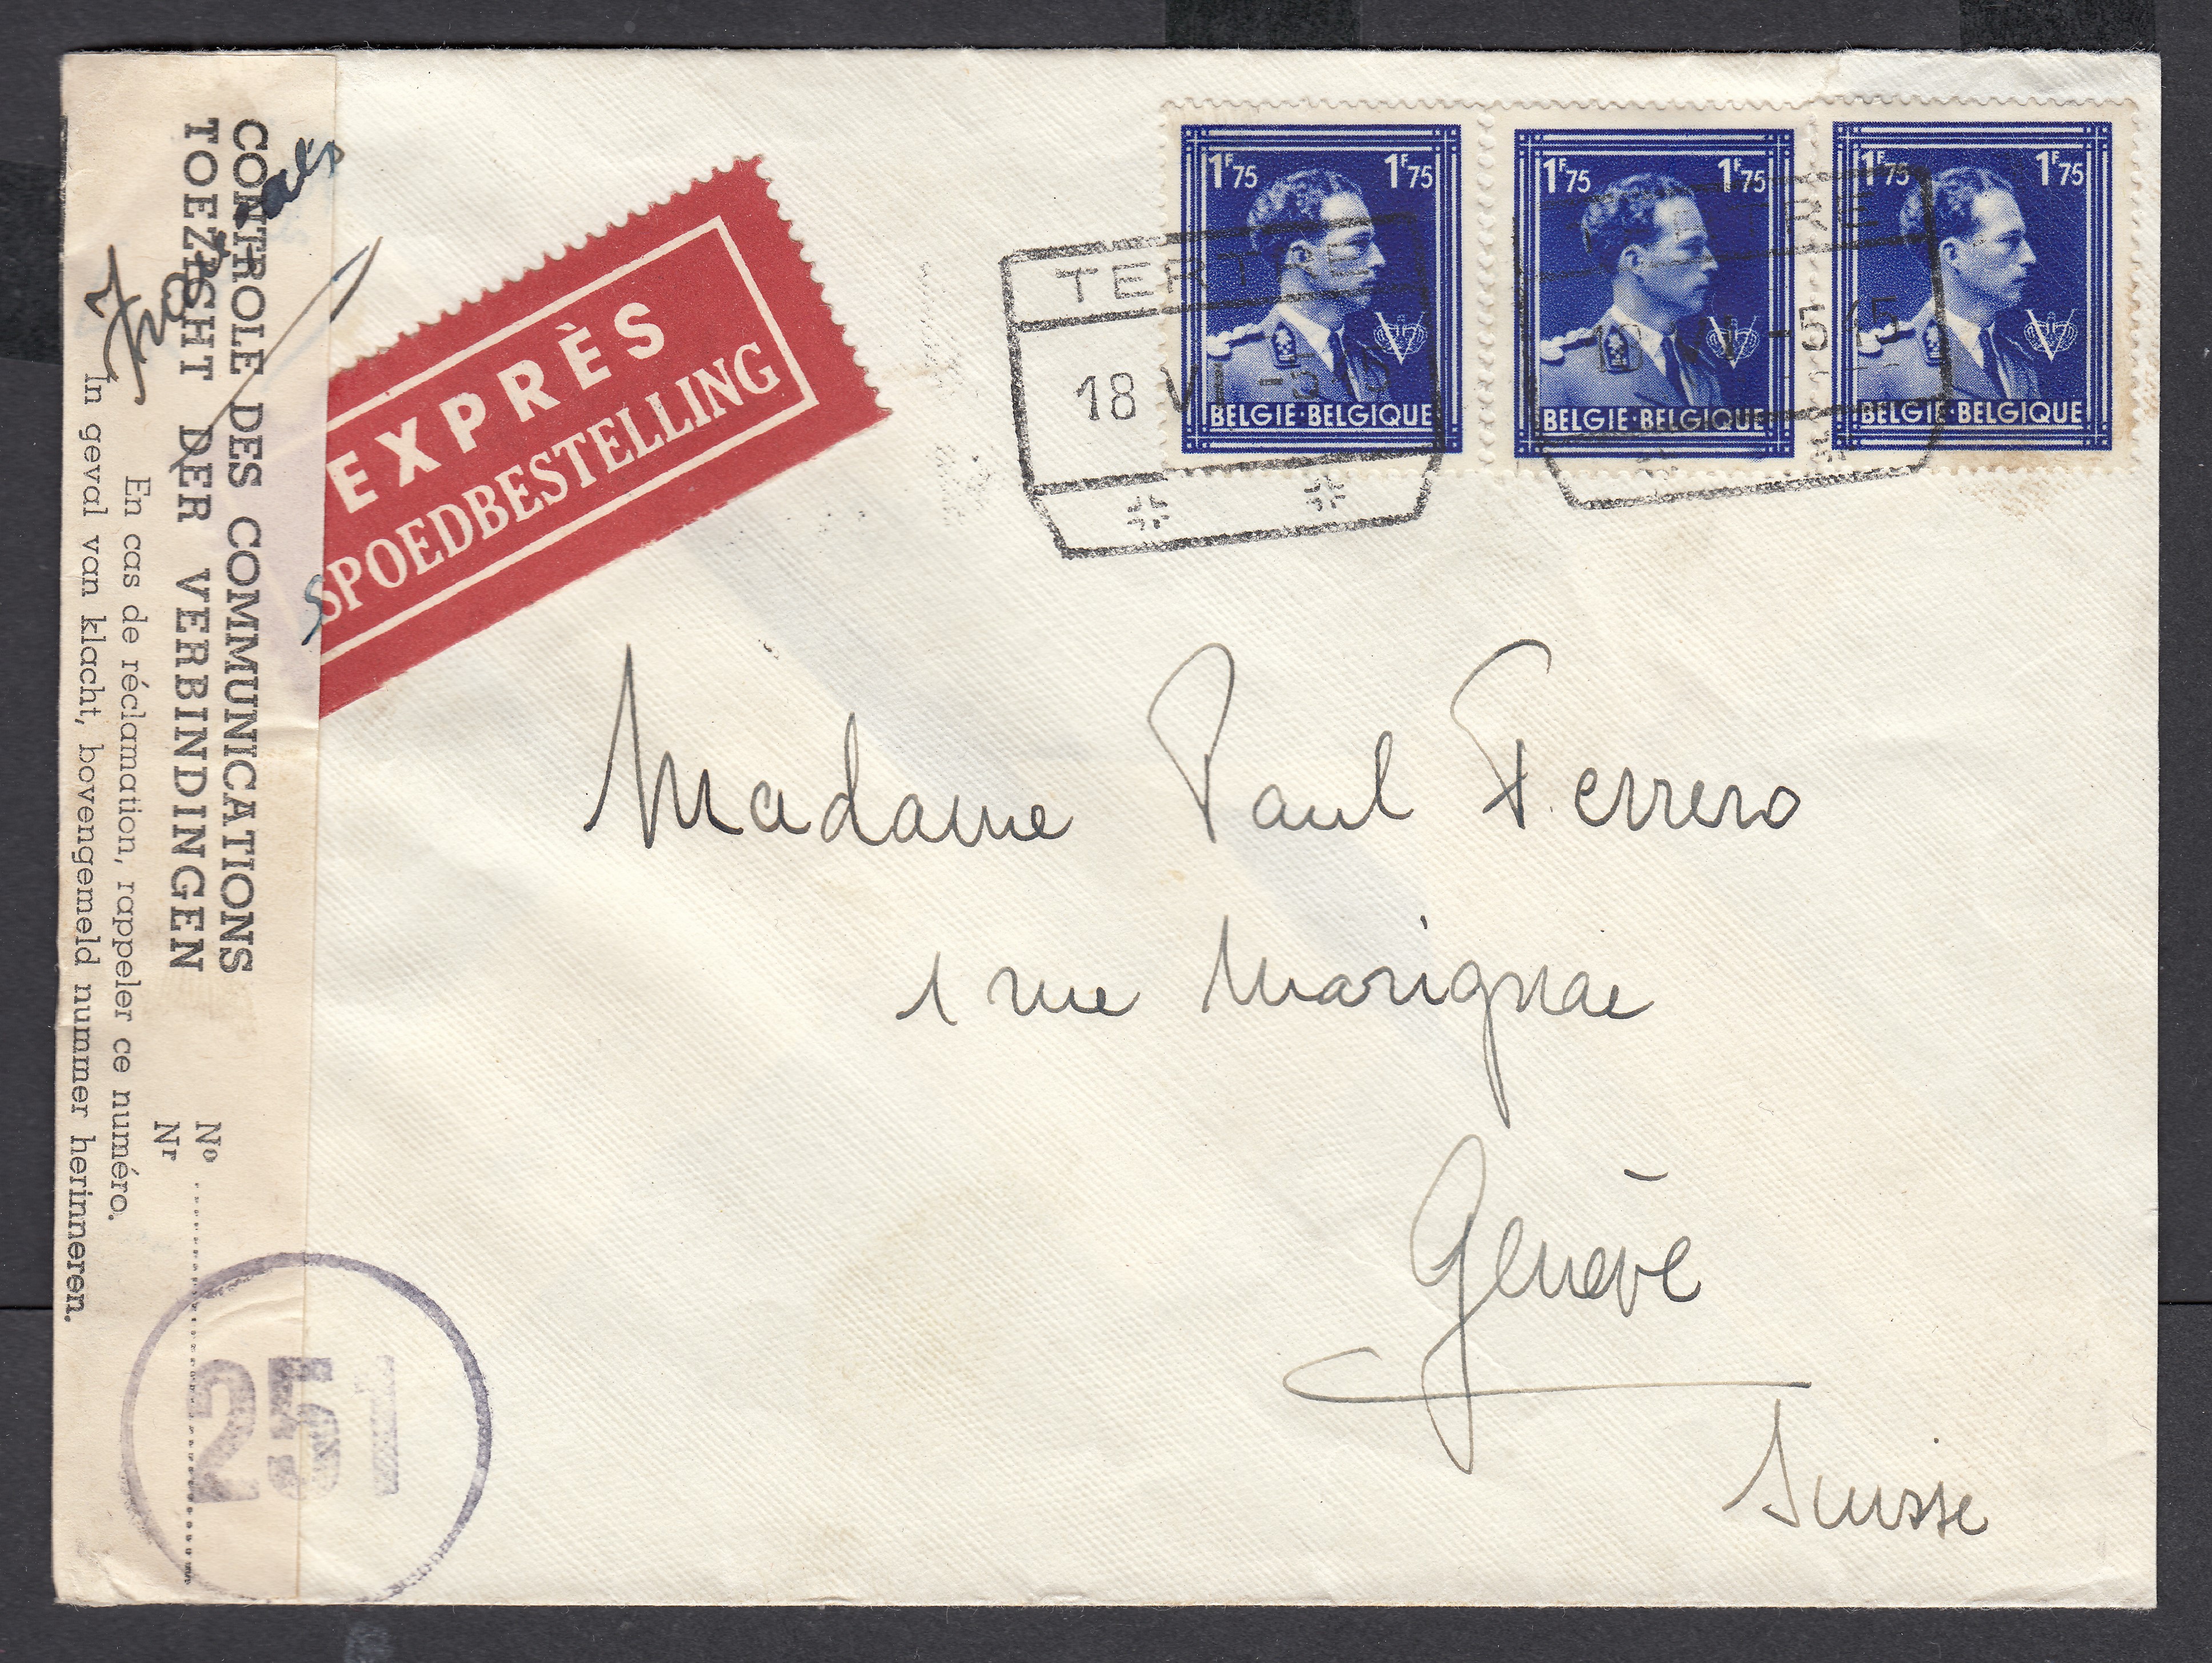 CONTROLE DES COMMUNICATIONS
TOEZICHT DER VERBINDINGEN
No
Nr
En cas de réclamation, rappeler ce numéro.
In geval van klacht, bovengemeld nummer herinneren.
251
EXPRÈS
SPOEDBESTELLING
1F75 1F75
BELGIE·BELGIQUE
1F75 1F75
BELGIE·BELGIQUE
1F75 1F75
BELGIE·BELGIQUE
TERTRE
18 VI
Madame Paul Ferrero
1 rue Marignac
Genève
Suisse